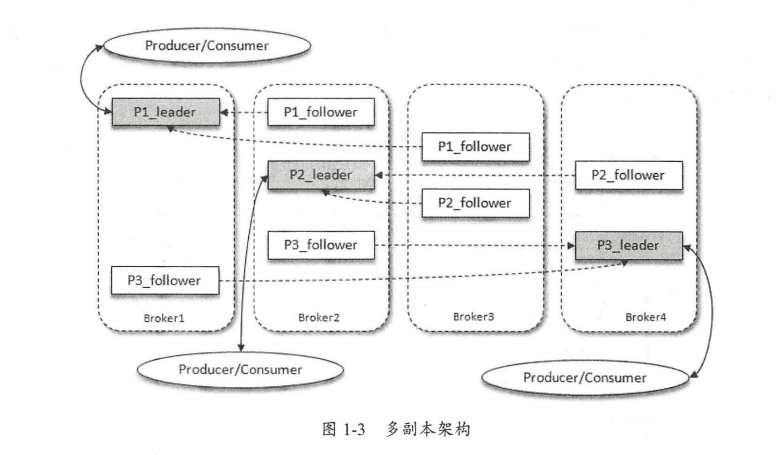 Producer/Consumer
P1_leader
P1_follower
P1_follower
P2_leader
P2_follower
P2_follower
P3_follower
P3_leader
P3_follower
Broker1
Broker2
Broker3
Broker4
Producer/Consumer
Producer/Consumer
图 1-3 多副本架构